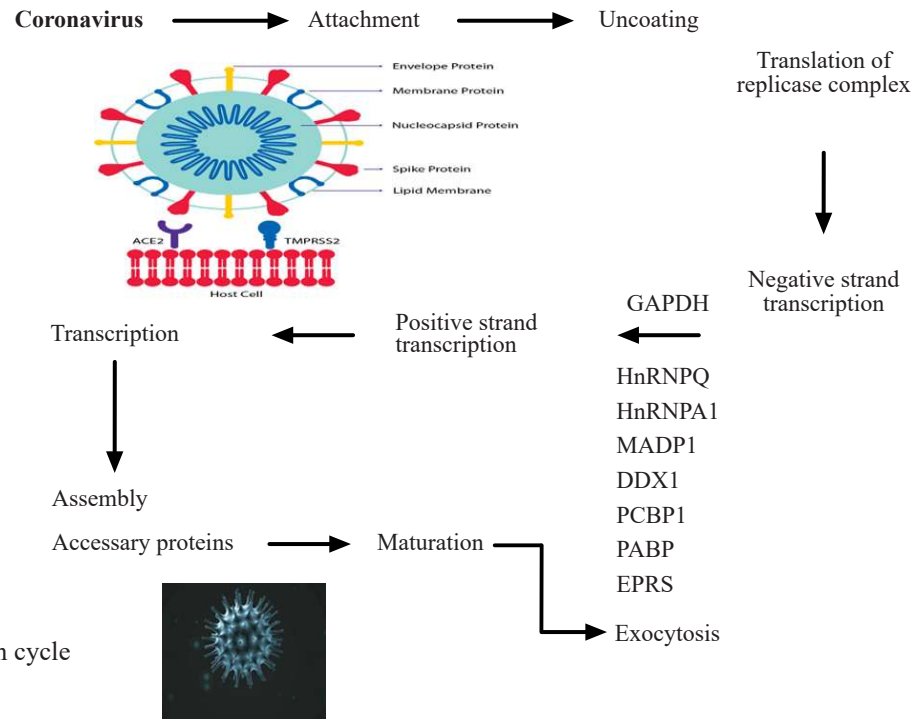 Coronavirus
Attachment
Uncoating
Translation of
replicase complex
Envelope Protein
Membrane Protein
Nucleocapsid Protein
Spike Protein
Lipid Membrane
ACE2
TMPRSS2
Host Cell
Negative strand
transcription
GAPDH
HnRNPQ
HnRNPA1
MADP1
DDX1
PCBP1
PABP
EPRS
Positive strand
transcription
Transcription
Assembly
Accessary proteins
Maturation
Exocytosis
cycle